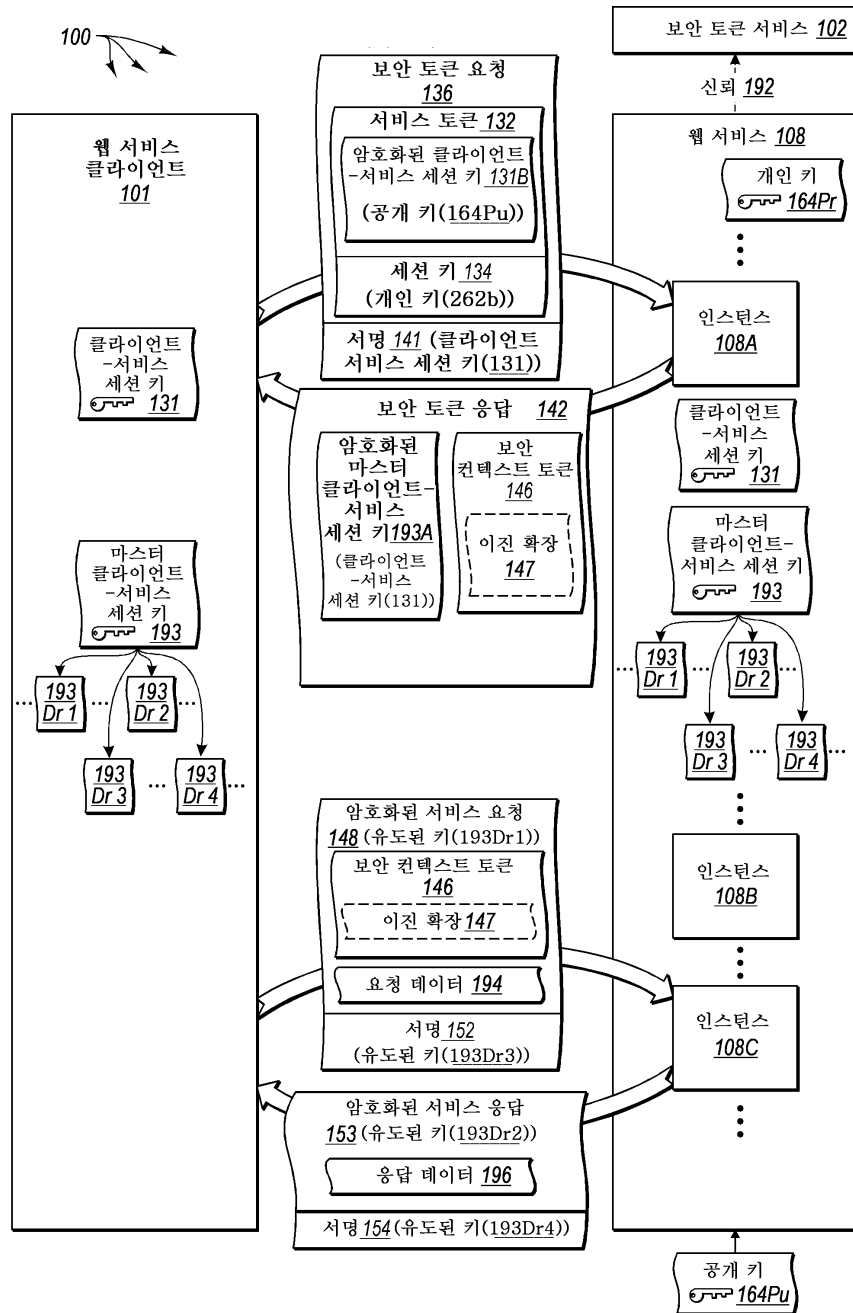 100
보안 토큰 서비스 102
신뢰 192
웹 서비스
클라이언트
101
클라이언트
-서비스
세션 키
131
마스터
클라이언트
-서비스
세션 키
193
193
Dr 1
...
193
Dr 2
...
...
193
Dr 3
...
193
Dr 4
...
보안 토큰 요청
136
서비스 토큰 132
암호화된 클라이언트
-서비스 세션 키 131B
(공개 키(164Pu))
세션 키 134
(개인 키(262b))
서명 141 (클라이언트
서비스 세션 키(131))
보안 토큰 응답 142
암호화된
마스터
클라이언트-
서비스
세션 키193A
(클라이언트
-서비스
세션 키(131))
보안
컨텍스트 토큰
146
이진 확장
147
암호화된 서비스 요청
148 (유도된 키(193Dr1))
보안 컨텍스트 토큰
146
이진 확장 147
요청 데이터 194
서명 152
(유도된 키(193Dr3))
암호화된 서비스 응답
153 (유도된 키(193Dr2))
응답 데이터 196
서명 154 (유도된 키(193Dr4))
웹 서비스 108
개인 키
164Pr
인스턴스
108A
클라이언트
-서비스
세션 키
131
마스터
클라이언트-
서비스 세션 키
193
...
193
Dr 1
...
193
Dr 2
...
193
Dr 3
...
193
Dr 4
...
인스턴스
108B
인스턴스
108C
공개 키
164Pu